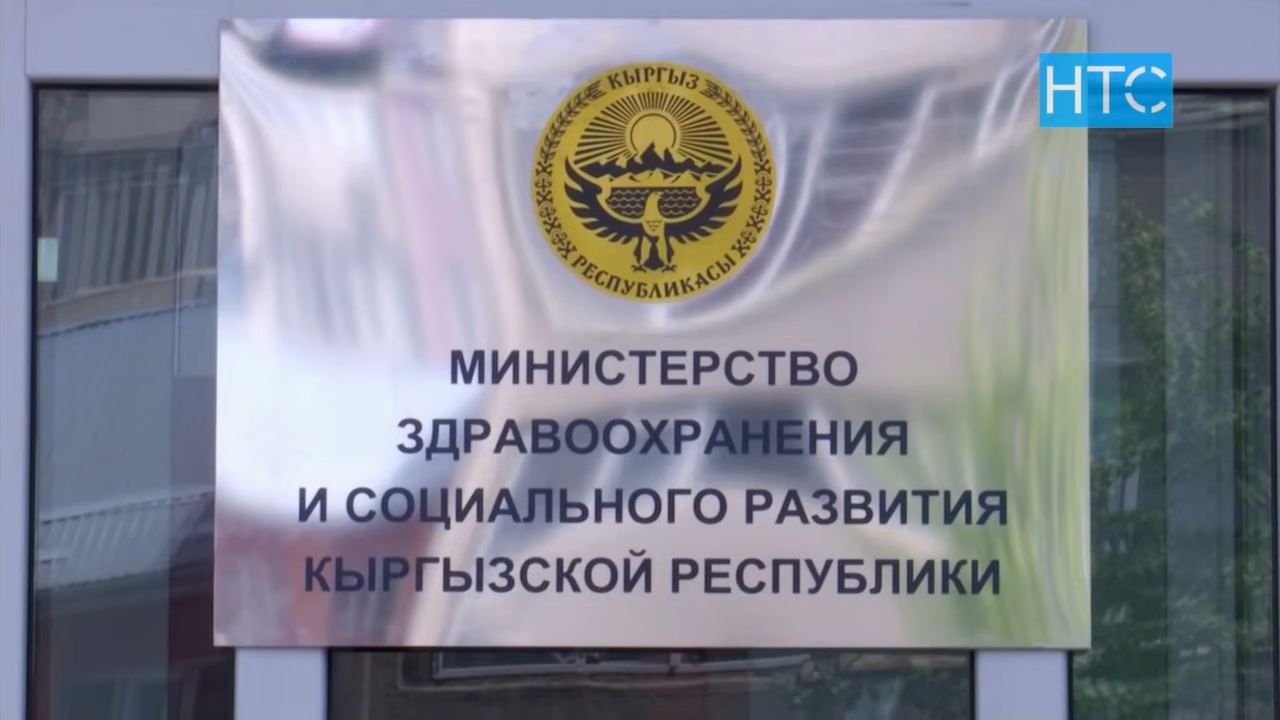 НТС
КЫРГЫЗ
РЕСПУБЛИКАСЫ
МИНИСТЕРСТВО
ЗДРАВООХРАНЕНИЯ
И СОЦИАЛЬНОГО РАЗВИТИЯ
КЫРГЫЗСКОЙ РЕСПУБЛИКИ